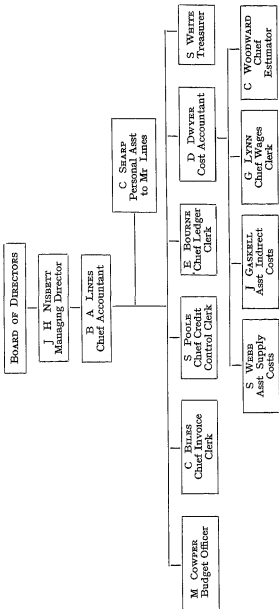 BOARD OF DIRECTORS
J H NISBETT
Managing Director
B A LINES
Chief Accountant
C SHARP
Personal Asst
to Mr Lines
M COWPER
Budget Officer
C BILES
Chief Invoice
Clerk
S POOLE
Chief Credit
Control Clerk
E BOURNE
Chief Ledger
Clerk
D DWYER
Cost Accountant
S WHITE
Treasurer
S WEBB
Asst Supply
Costs
J GASKELL
Asst Indirect
Costs
G LYNN
Chief Wages
Clerk
C WOODWARD
Chief
Estimator